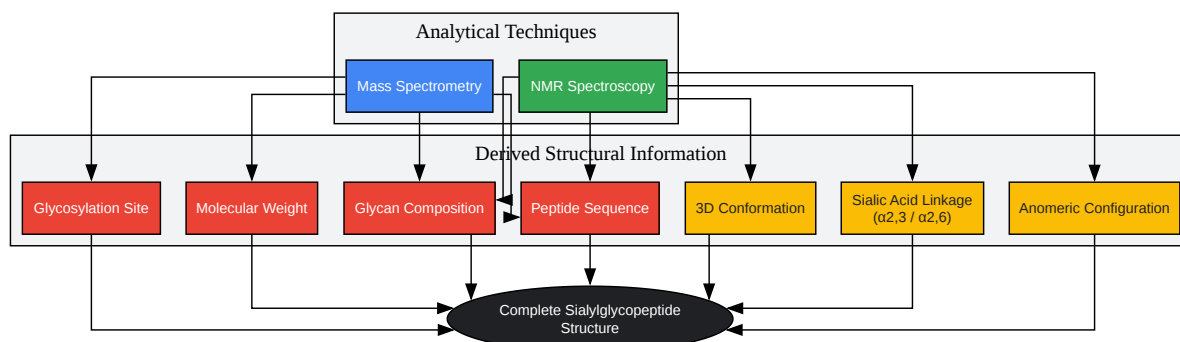 Analytical Techniques
Mass Spectrometry
NMR Spectroscopy
Derived Structural Information
Glycosylation Site
Molecular Weight
Glycan Composition
Peptide Sequence
3D Conformation
Sialic Acid Linkage
(α2,3 / α2,6)
Anomeric Configuration
Complete Sialylglycopeptide
Structure